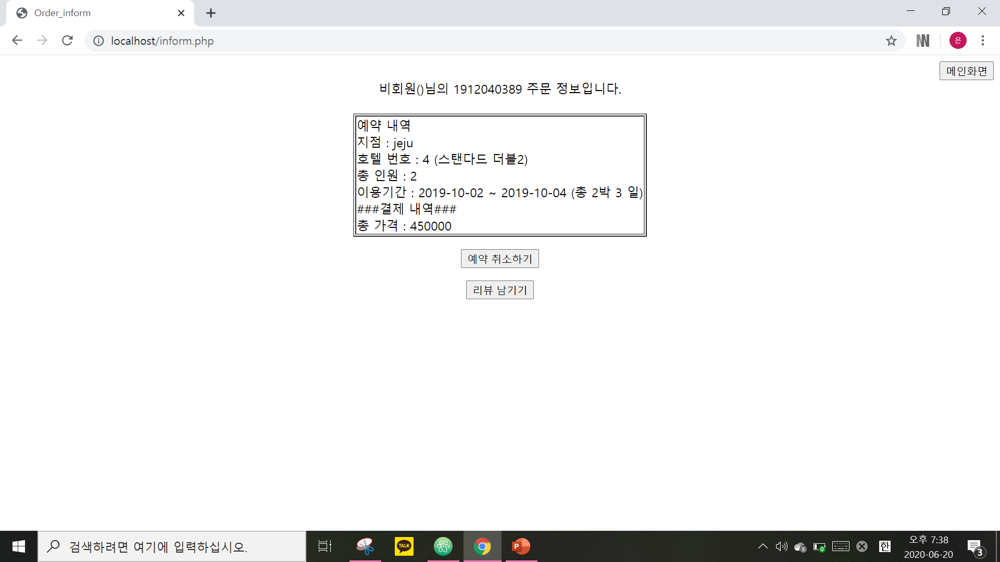 Order_inform
localhost/inform.php
은
메인화면
비회원()님의 1912040389 주문 정보입니다.
예약 내역
지점 : jeju
호텔 번호 : 4 (스탠다드 더블2)
총 인원 : 2
이용기간 : 2019-10-02 ~ 2019-10-04 (총 2박 3 일)
###결제 내역###
총 가격 : 450000
예약 취소하기
리뷰 남기기
검색하려면 여기에 입력하십시오.
TALK
P
한
오후 7:38
2020-06-20
3